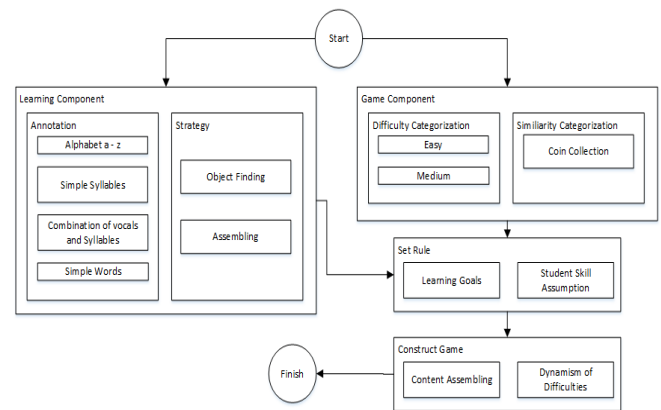 Start
Learning Component
Annotation
Alphabet a - z
Simple Syllables
Combination of vocals
and Syllables
Simple Words
Strategy
Object Finding
Assembling
Game Component
Difficulty Categorization
Easy
Medium
Similiarity Categorization
Coin Collection
Set Rule
Learning Goals
Student Skill
Assumption
Construct Game
Content Assembling
Dynamism of
Difficulties
Finish